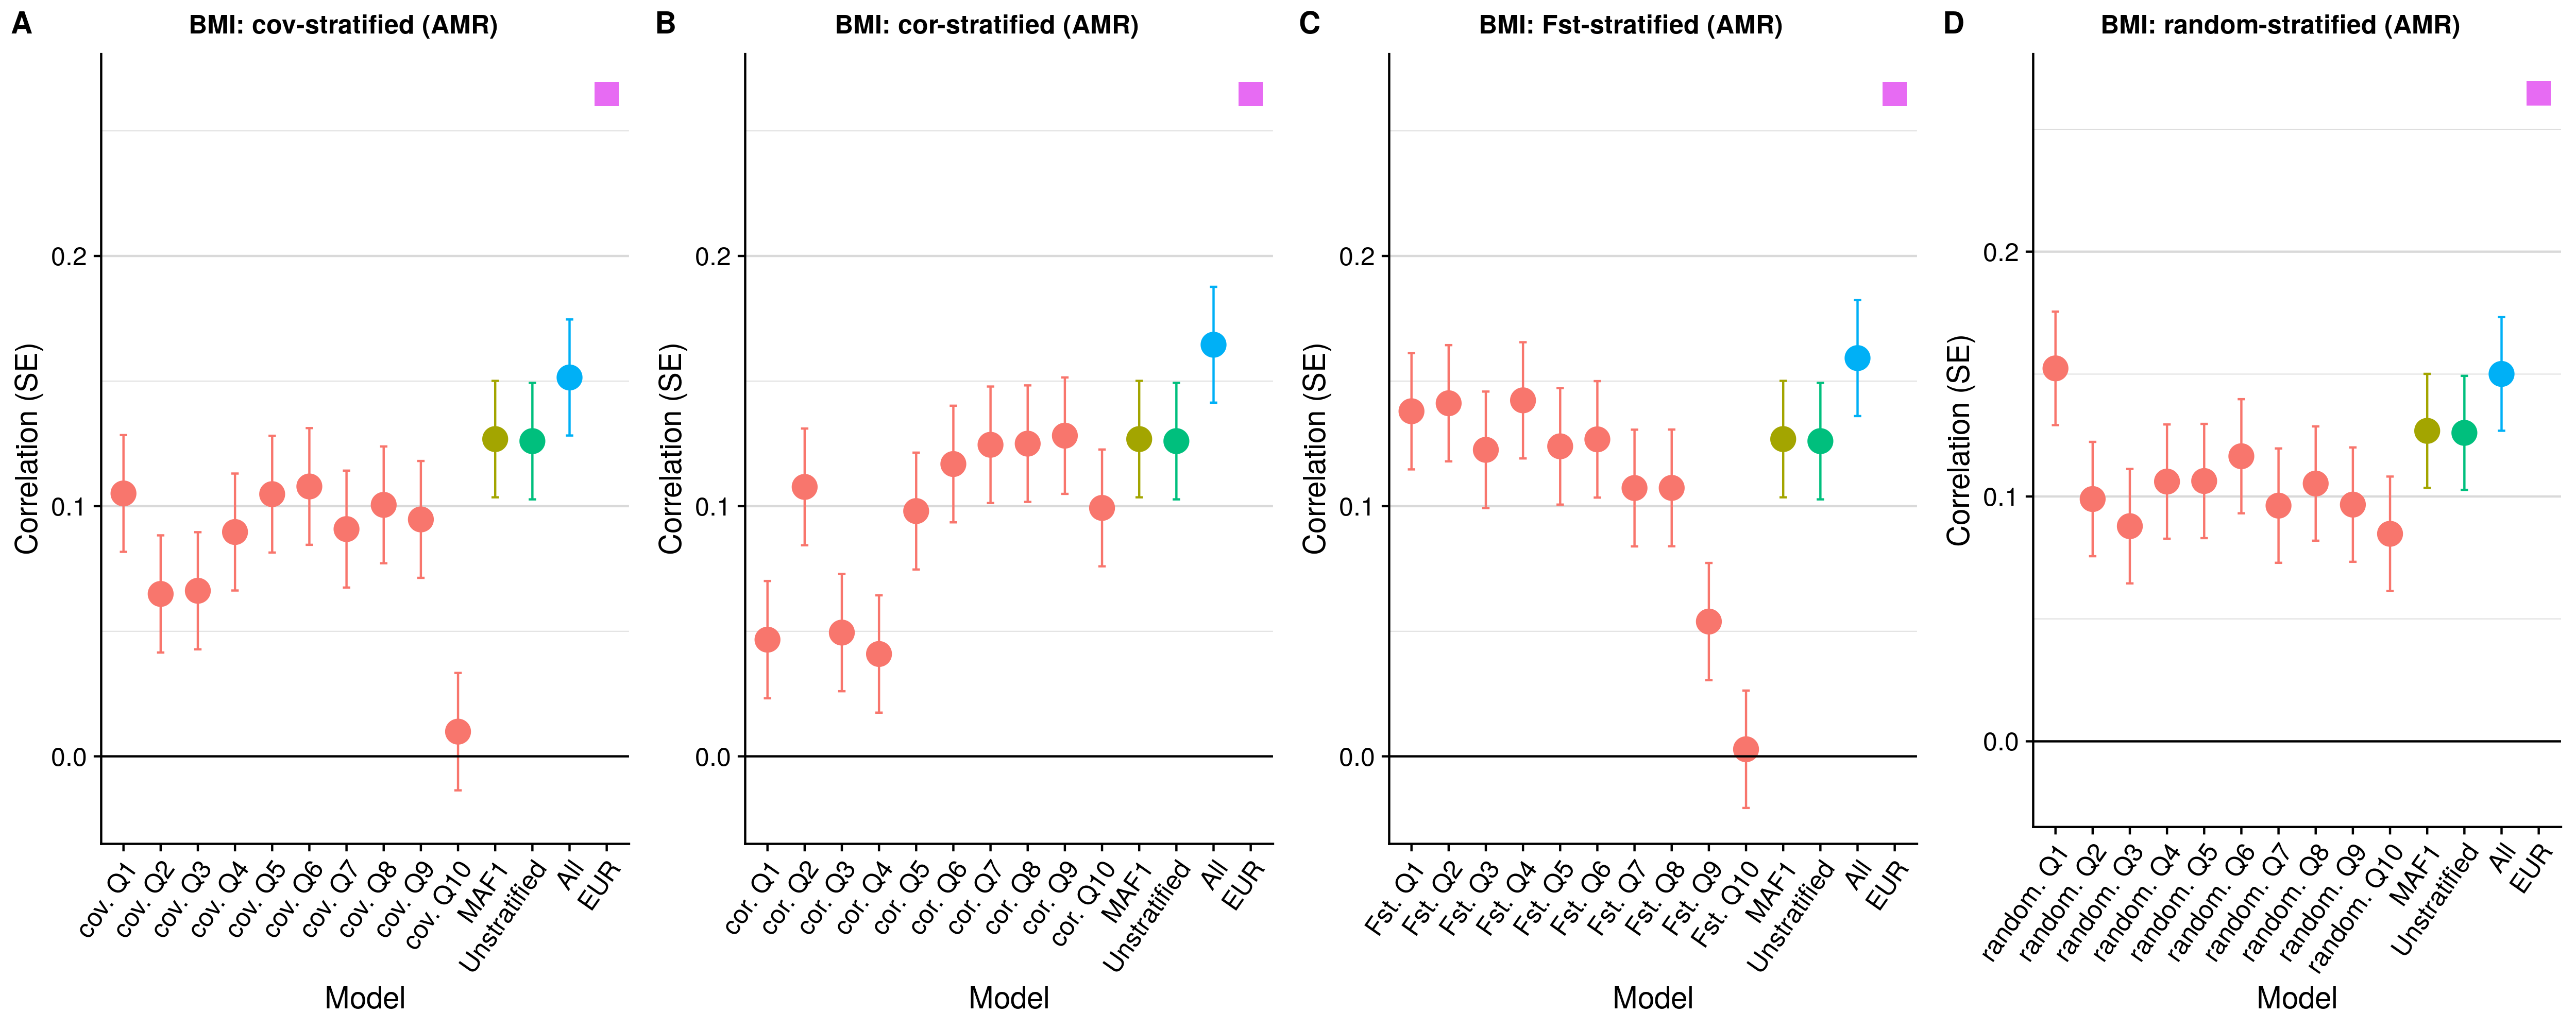 A
BMI: cov-stratified (AMR)
Correlation (SE)
0.2
0.1
0.0
cov. Q1
cov. Q2
cov. Q3
cov. Q4
cov. Q5
cov. Q6
cov. Q7
cov. Q8
cov. Q9
cov. Q10
MAF1
Unstratified
All
EUR
Model
B
BMI: cor-stratified (AMR)
Correlation (SE)
0.2
0.1
0.0
cor. Q1
cor. Q2
cor. Q3
cor. Q4
cor. Q5
cor. Q6
cor. Q7
cor. Q8
cor. Q9
cor. Q10
MAF1
Unstratified
All
EUR
Model
C
BMI: Fst-stratified (AMR)
Correlation (SE)
0.2
0.1
0.0
Fst. Q1
Fst. Q2
Fst. Q3
Fst. Q4
Fst. Q5
Fst. Q6
Fst. Q7
Fst. Q8
Fst. Q9
Fst. Q10
MAF1
Unstratified
All
EUR
Model
D
BMI: random-stratified (AMR)
Correlation (SE)
0.2
0.1
0.0
random. Q1
random. Q2
random. Q3
random. Q4
random. Q5
random. Q6
random. Q7
random. Q8
random. Q9
random. Q10
MAF1
Unstratified
All
EUR
Model